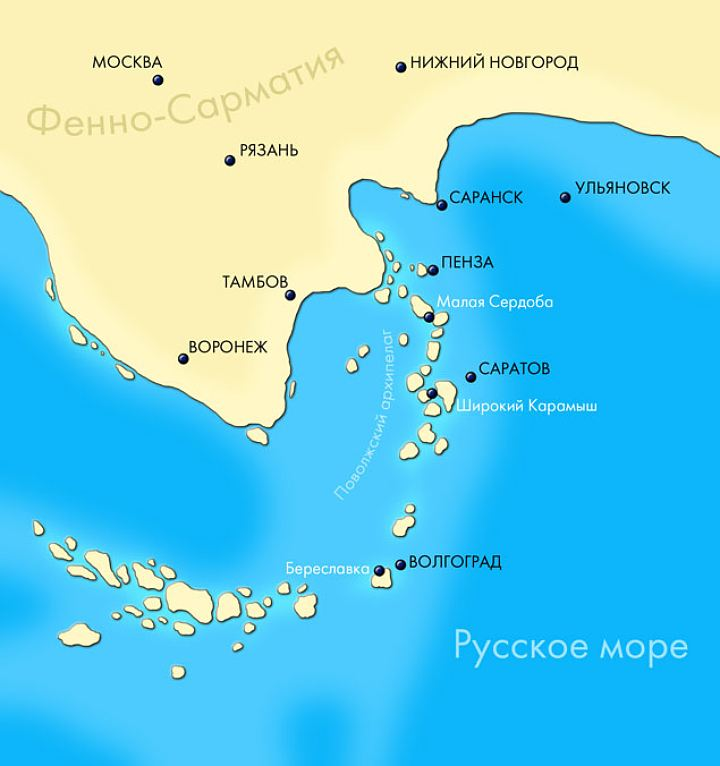 МОСКВА
НИЖНИЙ НОВГОРОД
Фенно-Сарматия
РЯЗАНЬ
УЛЬЯНОВСК
САРАНСК
ПЕНЗА
ТАМБОВ
Малая Сердоба
ВОРОНЕЖ
САРАТОВ
Широкий Карамыш
Поволжский архипелаг
ВОЛГОГРАД
Береславка
Русское море